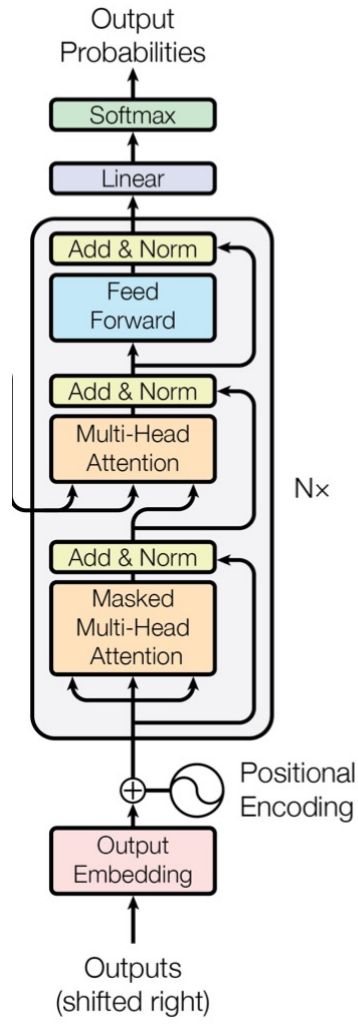 Output
Probabilities
Softmax
Linear
Add & Norm
Feed
Forward
Add & Norm
Multi-Head
Attention
N×
Add & Norm
Masked
Multi-Head
Attention
Positional
Encoding
Output
Embedding
Outputs
(shifted right)